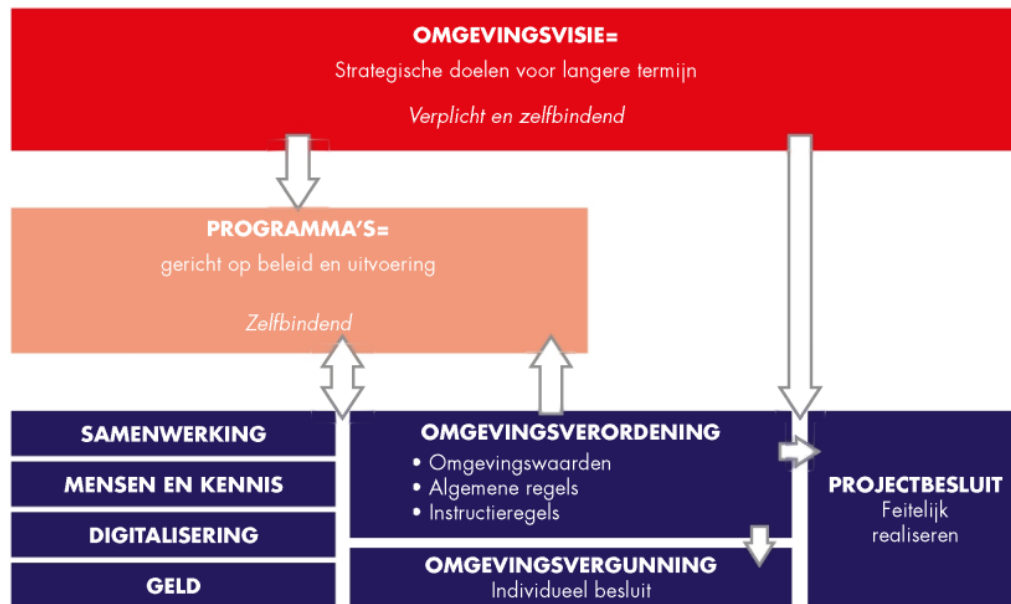 OMGEVINGSVISIE=
Strategische doelen voor langere termijn
Verplicht en zelfbindend
PROGRAMMA'S=
gericht op beleid en uitvoering
Zelfbindend
SAMENWERKING
MENSEN EN KENNIS
DIGITALISERING
GELD
OMGEVINGSVERORDENING
• Omgevingswaarden
• Algemene regels
• Instructieregels
OMGEVINGSVERGUNNING
Individueel besluit
PROJECTBESLUIT
Feitelijk
realiseren